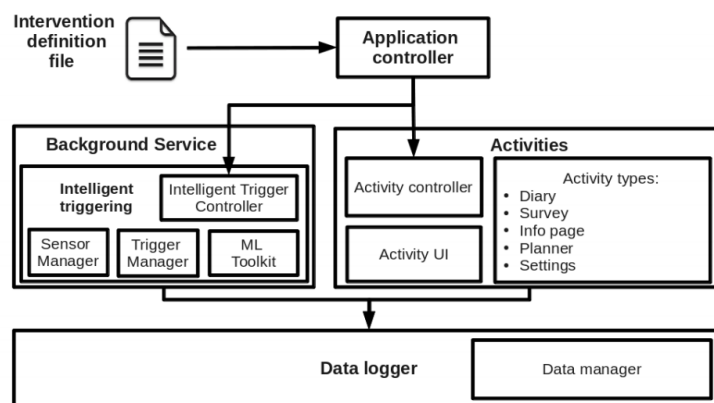 Intervention
definition
file
Application
controller
Background Service
Intelligent
triggering
Intelligent Trigger
Controller
Sensor
Manager
Trigger
Manager
ML
Toolkit
Activities
Activity controller
Activity UI
Activity types:
• Diary
• Survey
• Info page
• Planner
• Settings
Data logger
Data manager